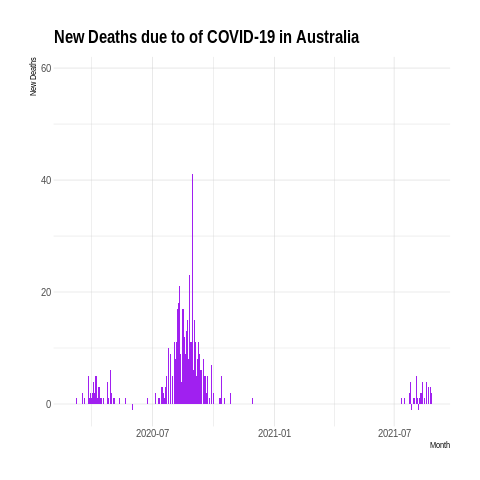 New Deaths due to of COVID-19 in Australia
New Deaths
60
40
20
0
2020-07
2021-01
2021-07
Month